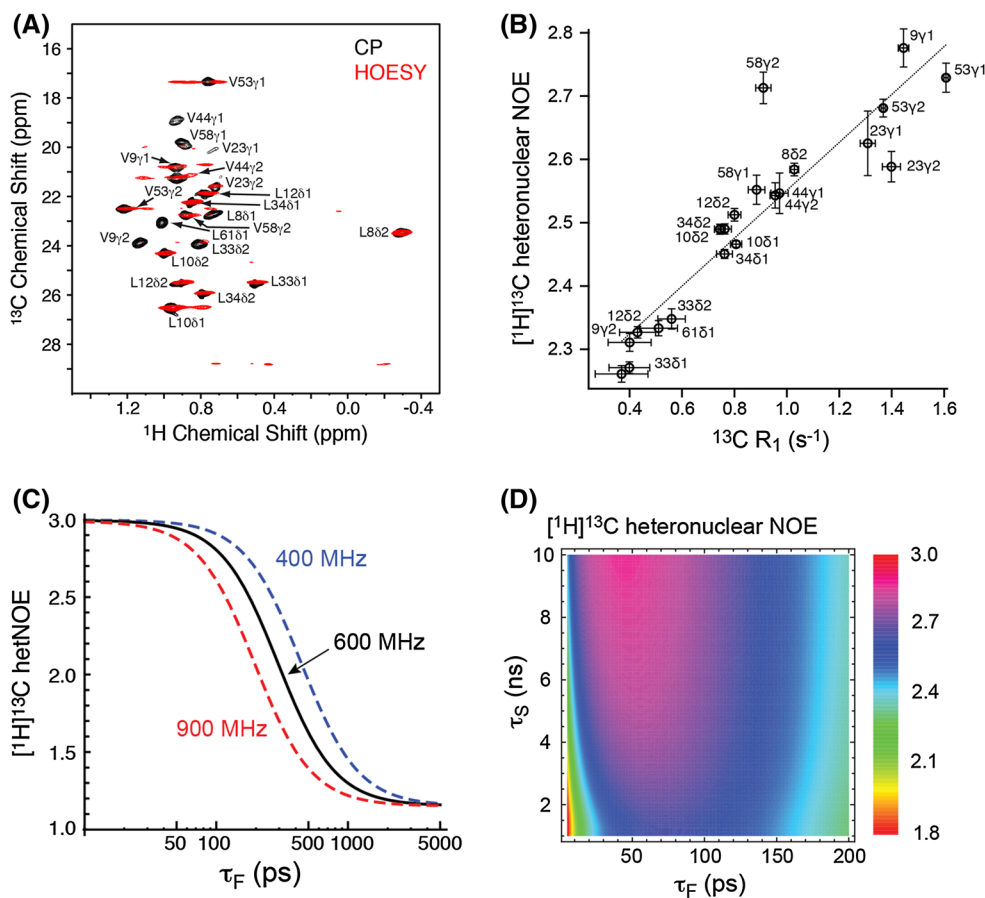 (A)
CP
HOESY
V53γ1
V44γ1
V58γ1
V23γ1
V9γ1
V44γ2
V23γ2
V53γ2
L12δ1
L34δ1
L8δ1
V58γ2
L61δ1
L8δ2
V9γ2
L33δ2
L10δ2
L12δ2
L33δ1
L34δ2
L10δ1
16
18
20
22
24
26
28
13C Chemical Shift (ppm)
1.2
0.8
0.4
0.0
-0.4
1H Chemical Shift (ppm)
(B)
2.8
2.7
2.6
2.5
2.4
2.3
[1H]13C heteronuclear NOE
9γ1
58γ2
53γ1
53γ2
23γ1
23γ2
8δ2
58γ1
44γ1
44γ2
12δ2
34δ2
10δ2
10δ1
34δ1
33δ2
12δ2
9γ2
61δ1
33δ1
0.4
0.6
0.8
1.0
1.2
1.4
1.6
13C R1 (s-1)
(C)
3.0
2.5
2.0
1.5
1.0
[1H]13C hetNOE
400 MHz
600 MHz
900 MHz
50
100
500
1000
5000
τF (ps)
(D)
[1H]13C heteronuclear NOE
10
8
6
4
2
τS (ns)
50
100
150
200
τF (ps)
3.0
2.7
2.4
2.1
1.8